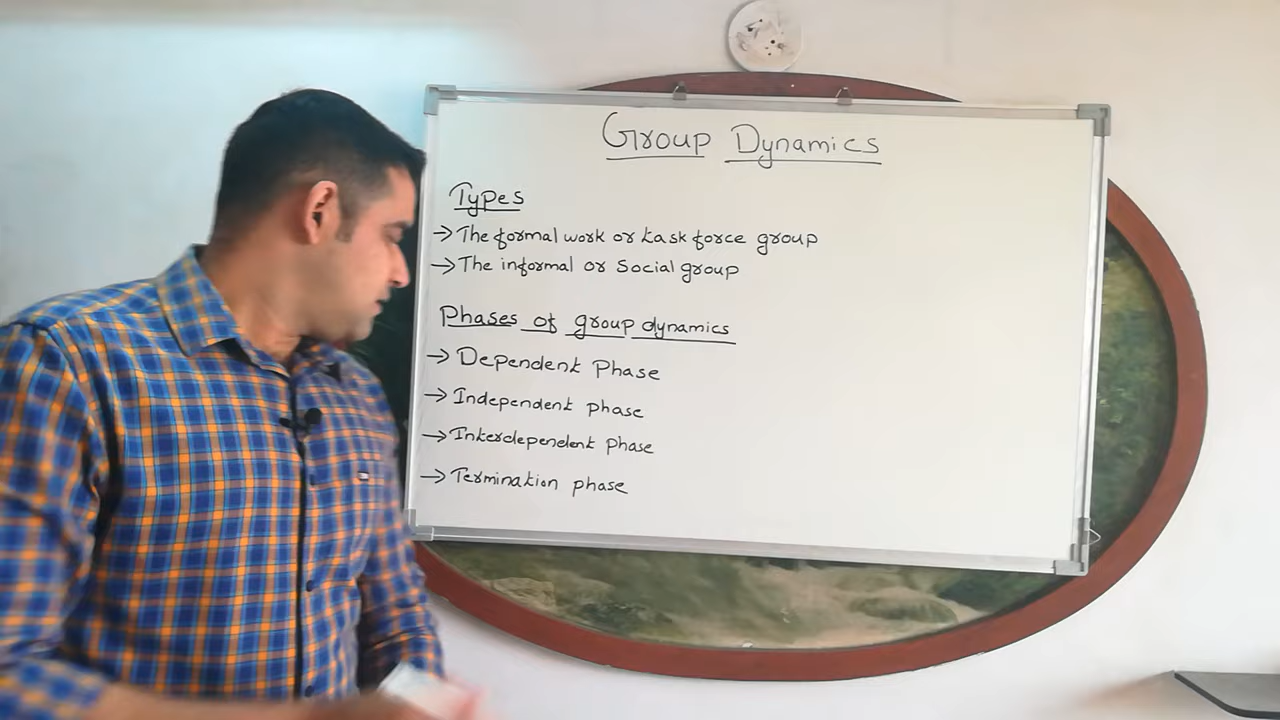 Group Dynamics
Types
→ The formal work or task force group
→ The informal or Social group
Phases of group dynamics
→ Dependent Phase
→ Independent phase
→ Interdependent phase
→ Termination phase